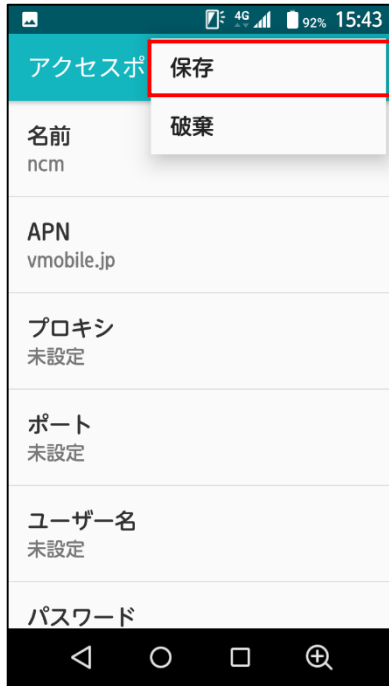 4G 92% 15:43
アクセスポ
保存
破棄
名前
ncm
APN
vmobile.jp
プロキシ
未設定
ポート
未設定
ユーザー名
未設定
パスワード